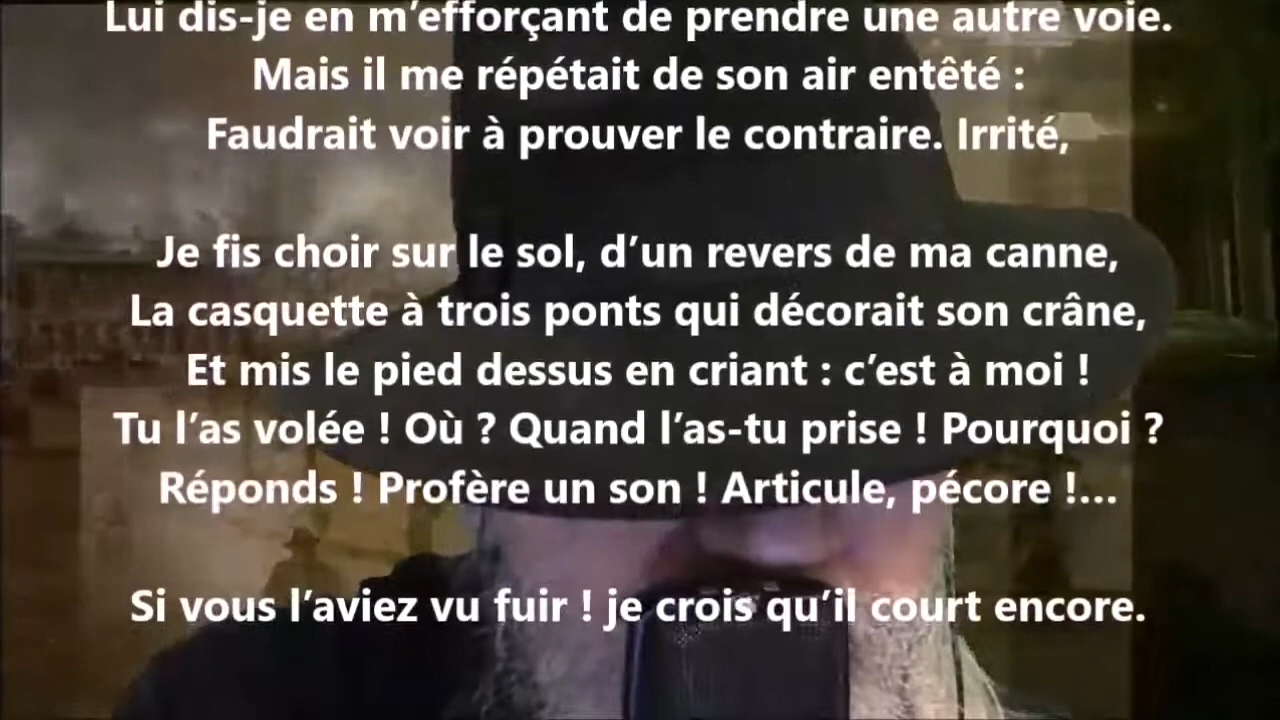 Lui dis-je en m’efforçant de prendre une autre voie.
Mais il me répétait de son air entêté :
Faudrait voir à prouver le contraire. Irrité,
Je fis choir sur le sol, d’un revers de ma canne,
La casquette à trois ponts qui décorait son crâne,
Et mis le pied dessus en criant : c’est à moi !
Tu l’as volée ! Où ? Quand l’as-tu prise ! Pourquoi ?
Réponds ! Profère un son ! Articule, pécore !...
Si vous l’aviez vu fuir ! je crois qu’il court encore.